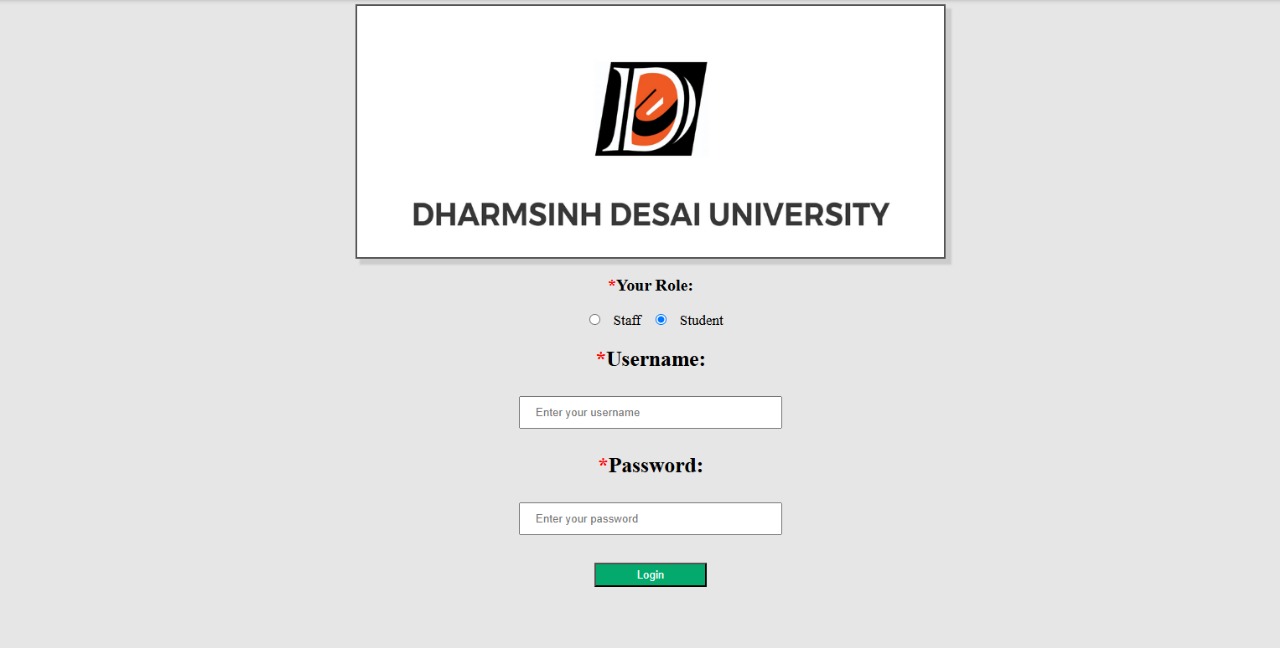 DHARMSINH DESAI UNIVERSITY
*Your Role:
Staff Student
*Username:
Enter your username
*Password:
Enter your password
Login